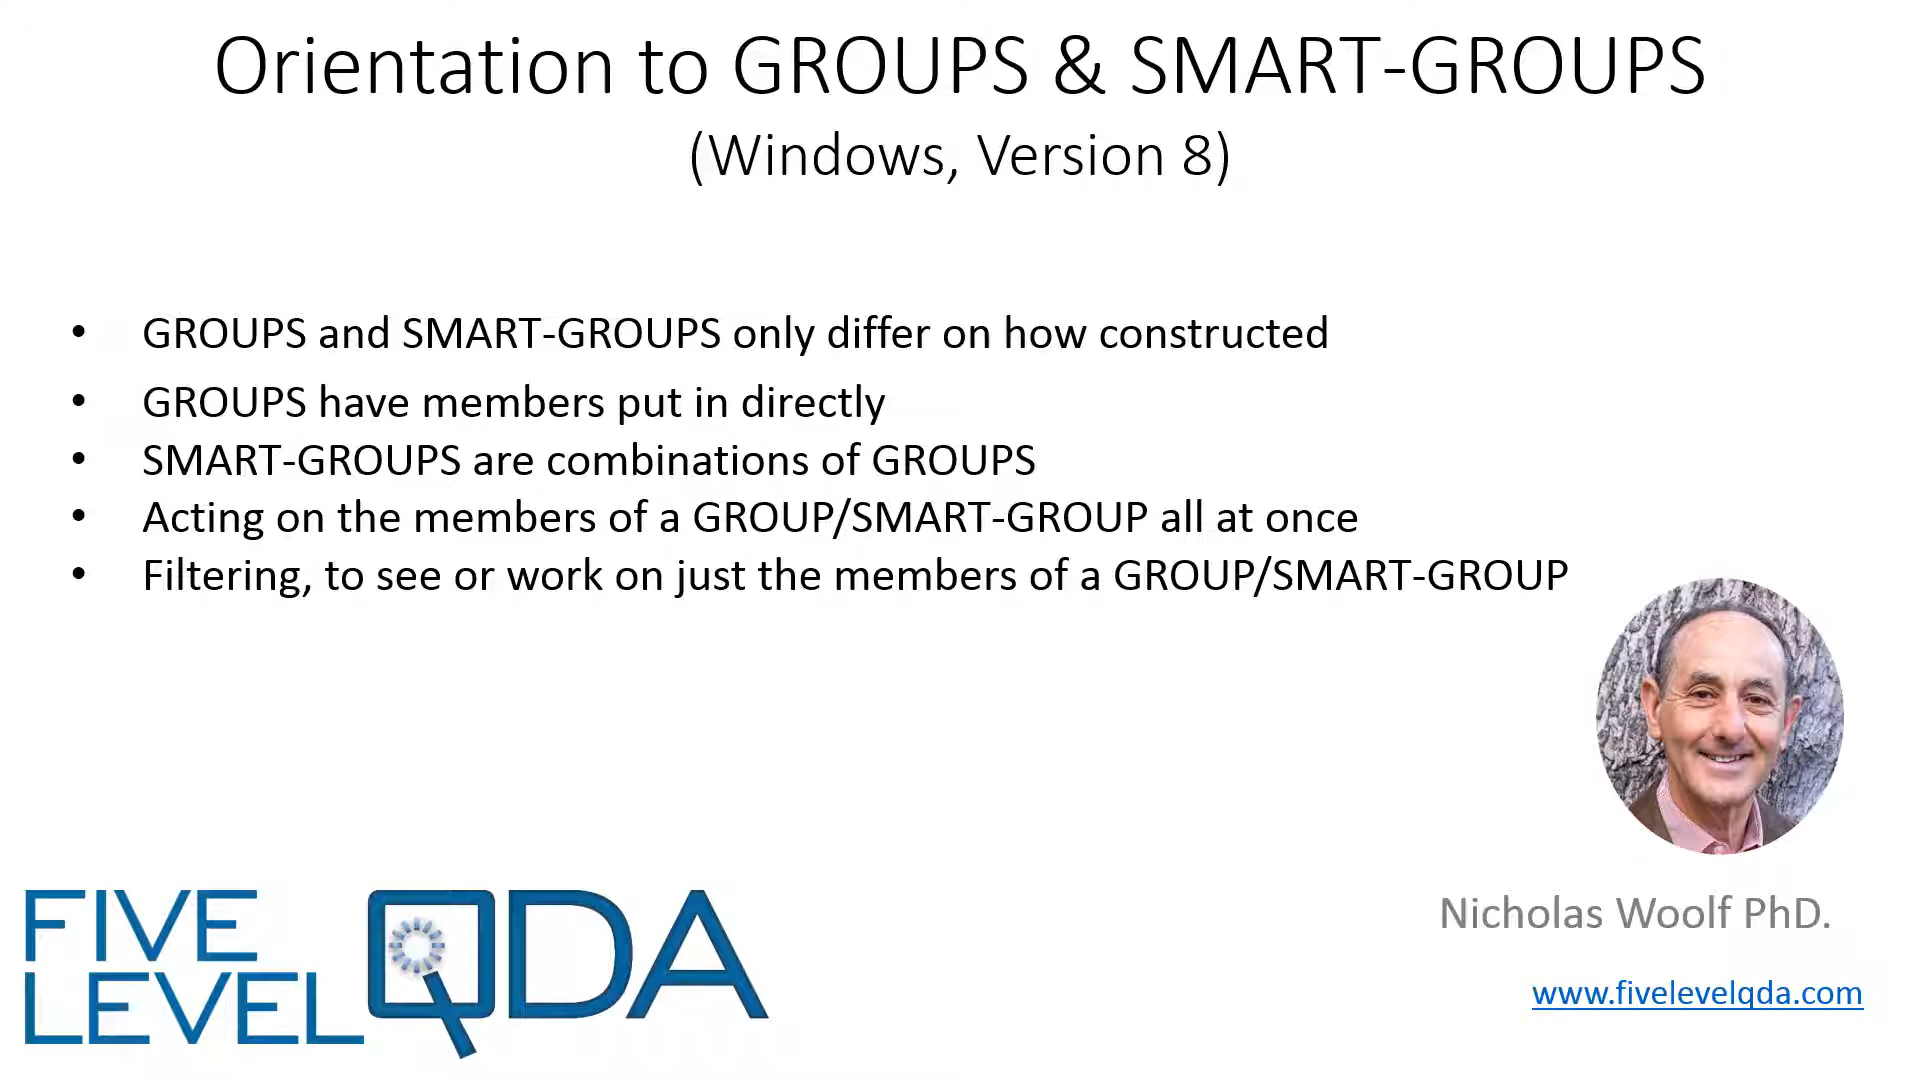 Orientation to GROUPS & SMART-GROUPS
(Windows, Version 8)
• GROUPS and SMART-GROUPS only differ on how constructed
• GROUPS have members put in directly
• SMART-GROUPS are combinations of GROUPS
• Acting on the members of a GROUP/SMART-GROUP all at once
• Filtering, to see or work on just the members of a GROUP/SMART-GROUP
FIVE
LEVEL
QDA
Nicholas Woolf PhD.
www.fivelevelqda.com